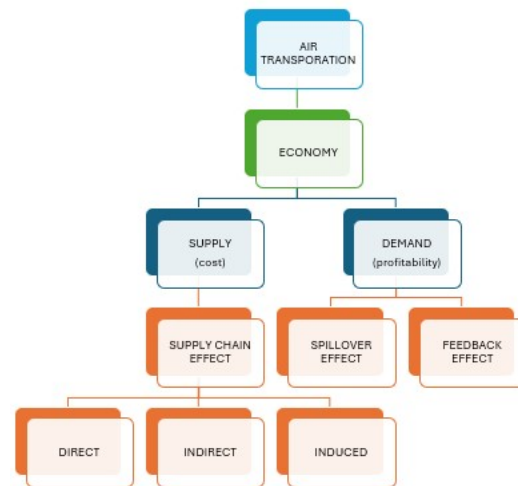 AIR
TRANSPORATION
ECONOMY
SUPPLY
(cost)
DEMAND
(profitability)
SUPPLY CHAIN
EFFECT
SPILLOVER
EFFECT
FEEDBACK
EFFECT
DIRECT
INDIRECT
INDUCED